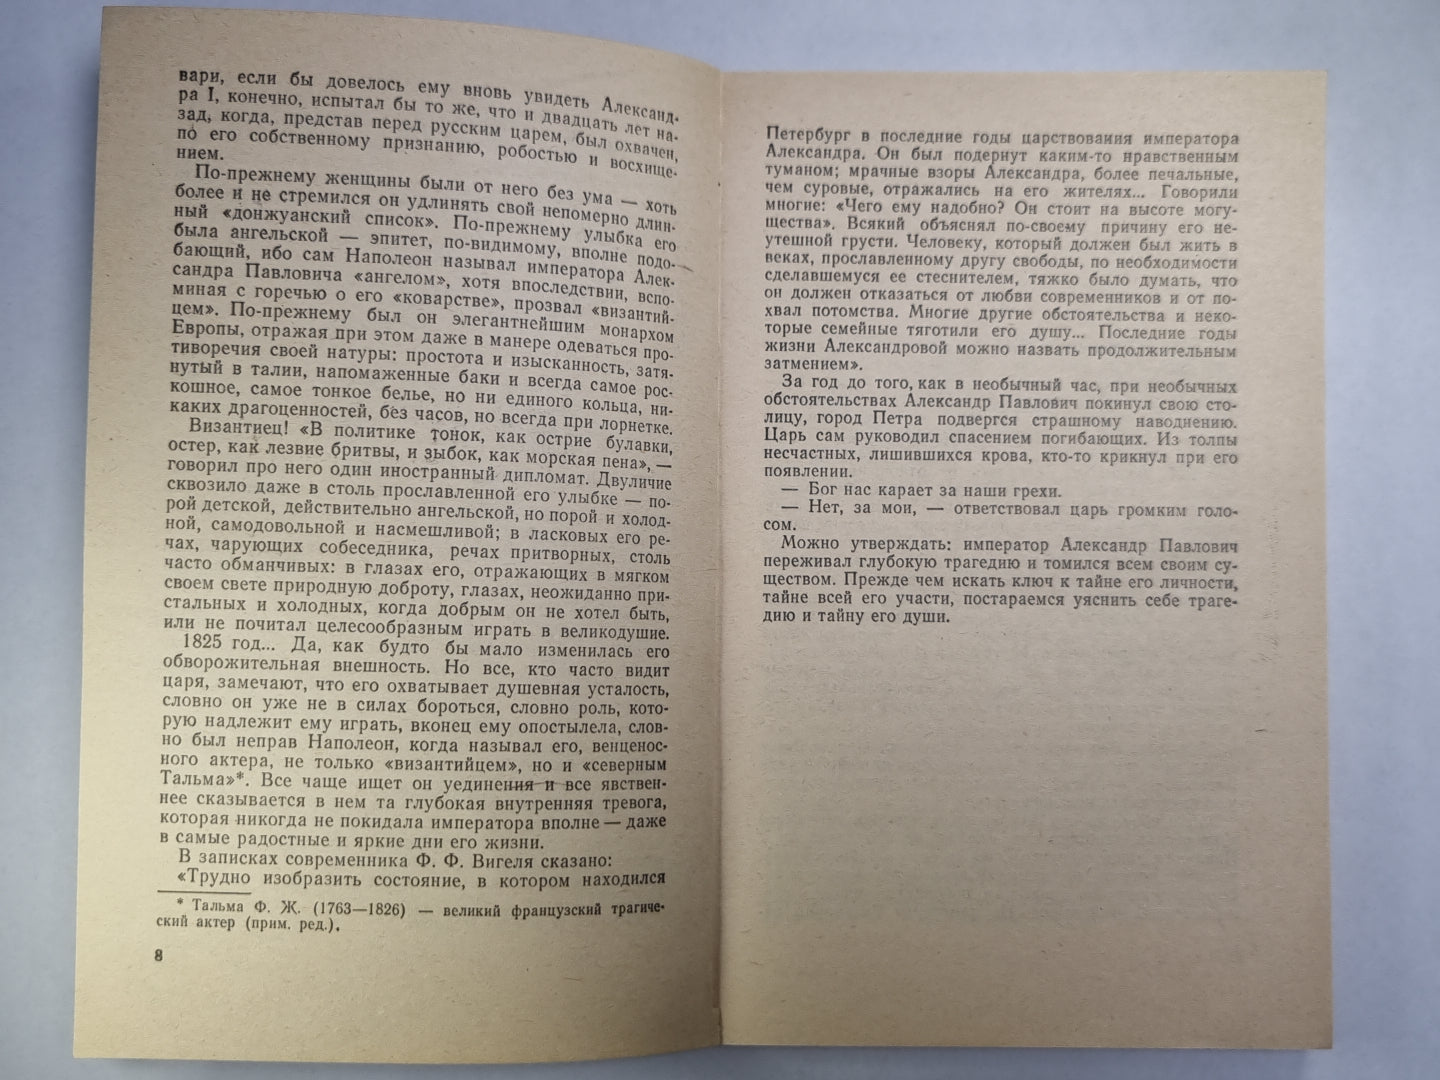 вари, если бы довелось ему вновь увидеть Александ-
ра I, конечно, испытал бы то же, что и двадцать лет на-
зад, когда, представ перед русским царем, был охвачен,
по его собственному признанию, робостью и восхище-
нием.
По-прежнему женщины были от него без ума — хоть
более и не стремился он удлинять свой непомерно длин-
ный «донжуанский список». По-прежнему улыбка его
была ангельской — эпитет, по-видимому, вполне подо-
бающий, ибо сам Наполеон называл императора Алек-
сандра Павловича «ангелом», хотя впоследствии, вспо-
миная с горечью о его «коварстве», прозвал «византий-
цем». По-прежнему был он элегантнейшим монархом
Европы, отражая при этом даже в манере одеваться про-
тиворечия своей натуры: простота и изысканность, затя-
нутый в талии, напомаженные баки и всегда самое рос-
кошное, самое тонкое белье, но ни единого кольца, ни-
каких драгоценностей, без часов, но всегда при лорнетке.
Византиец! «В политике тонок, как острие булавки,
остер, как лезвие бритвы, и зыбок, как морская пена», —
говорил про него один иностранный дипломат. Двуличие
сквозило даже в столь прославленной его улыбке — по-
рой детской, действительно ангельской, но порой и холод-
ной, самодовольной и насмешливой; в ласковых его ре-
чах, чарующих собеседника, речах притворных, столь
часто обманчивых: в глазах его, отражающих в мягком
своем свете природную доброту, глазах, неожиданно при-
стальных и холодных, когда добрым он не хотел быть,
или не почитал целесообразным играть в великодушие.
1825 год... Да, как будто бы мало изменилась его
обворожительная внешность. Но все, кто часто видит
царя, замечают, что его охватывает душевная усталость,
словно он уже не в силах бороться, словно роль, кото-
рую надлежит ему играть, вконец ему опостылела, слов-
но был неправ Наполеон, когда называл его, венценос-
ного актера, не только «византийцем», но и «северным
Тальма»*. Все чаще ищет он уединения и все явствен-
нее сказывается в нем та глубокая внутренняя тревога,
которая никогда не покидала императора вполне — даже
в самые радостные и яркие дни его жизни.
В записках современника Ф. Ф. Вигеля сказано:
«Трудно изобразить состояние, в котором находился
* Тальма Ф. Ж. (1763—1826) — великий французский трагиче-
ский актер (прим. ред.).
8
Петербург в последние годы царствования императора
Александра. Он был подернут каким-то нравственным
туманом; мрачные взоры Александра, более печальные,
чем суровые, отражались на его жителях... Говорили
многие: «Чего ему надобно? Он стоит на высоте могу-
щества». Всякий объяснял по-своему причину его не-
утешной грусти. Человеку, который должен был жить в
веках, прославленному другу свободы, по необходимости
сделавшемуся ее стеснителем, тяжко было думать, что
он должен отказаться от любви современников и от по-
хвал потомства. Многие другие обстоятельства и неко-
торые семейные тяготили его душу... Последние годы
жизни Александровой можно назвать продолжительным
затмением».
За год до того, как в необычный час, при необычных
обстоятельствах Александр Павлович покинул свою сто-
лицу, город Петра подвергся страшному наводнению.
Царь сам руководил спасением погибающих. Из толпы
несчастных, лишившихся крова, кто-то крикнул при его
появлении.
— Бог нас карает за наши грехи.
— Нет, за мои, — ответствовал царь громким голо-
сом.
Можно утверждать: император Александр Павлович
переживал глубокую трагедию и томился всем своим су-
ществом. Прежде чем искать ключ к тайне его личности,
тайне всей его участи, постараемся уяснить себе траге-
дию и тайну его души.